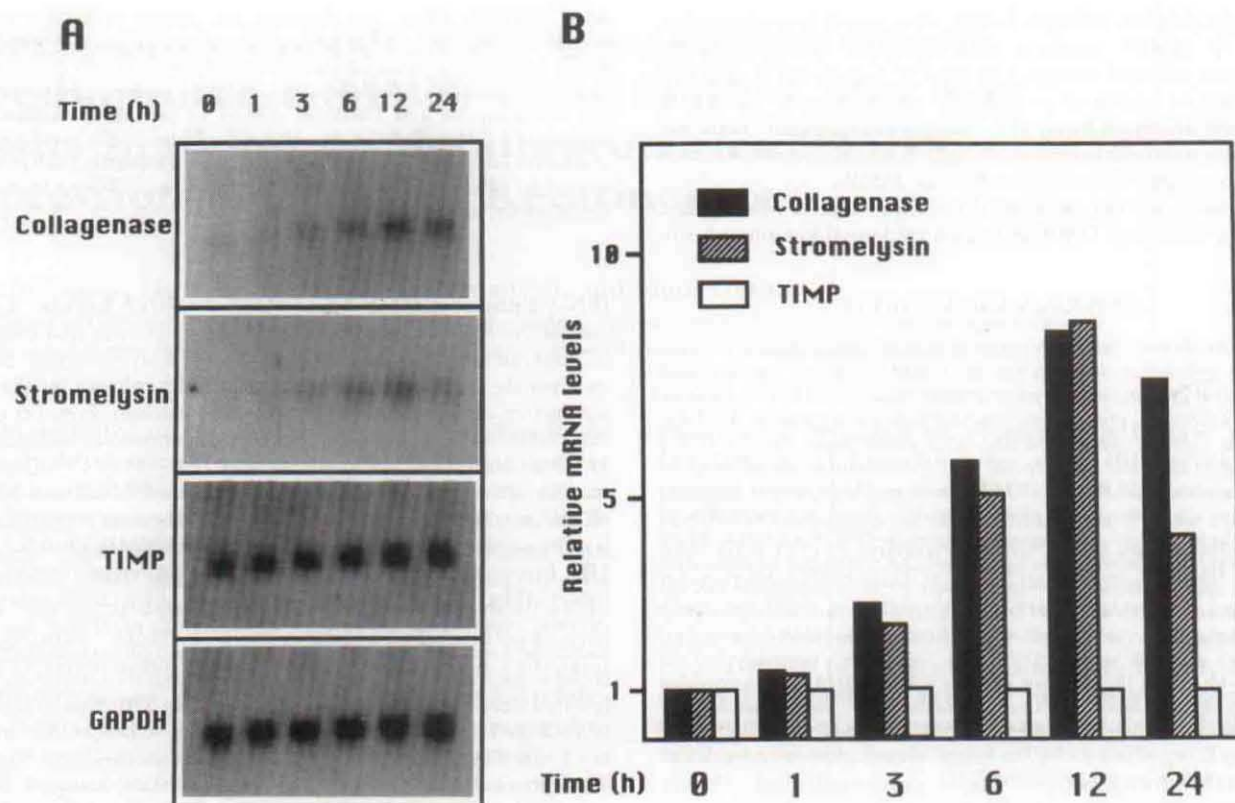 A
Time (h) 0 1 3 6 12 24
Collagenase
Stromelysin
TIMP
GAPDH
B
Collagenase
Stromelysin
TIMP
10
5
1
Relative mRNA levels
Time (h) 0 1 3 6 12 24